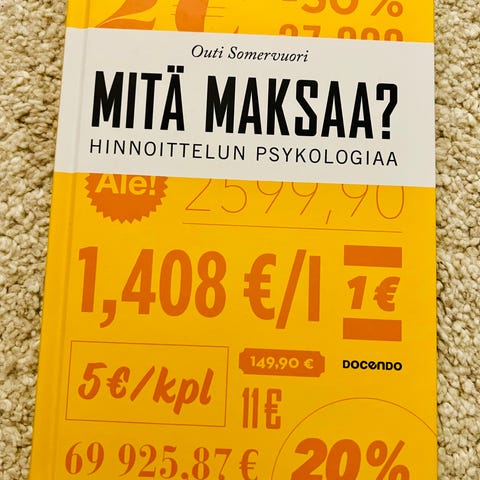 -50%
Outi Somervuori
MITÄ MAKSAA?
HINNOITTELUN PSYKOLOGIAA
Ale!
2599,90
1,408 €/l
1€
149,90 €
DOCENDO
5€/kpl
11€
69 925,87 €
20%